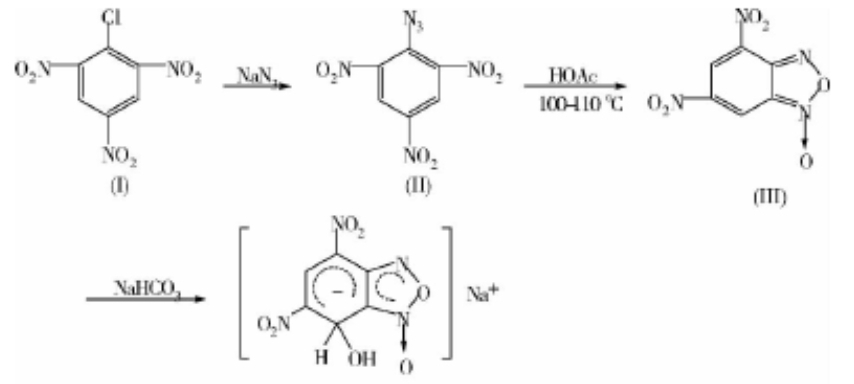 Cl
O₂N
NO₂
NO₂
(I)
NaN₃
N₃
O₂N
NO₂
NO₂
(II)
HOAc
100-110 ℃
NO₂
O₂N
N
O
N
O
(III)
NaHCO₃
NO₂
O₂N
N
O
N
O
−
H
OH
Na⁺